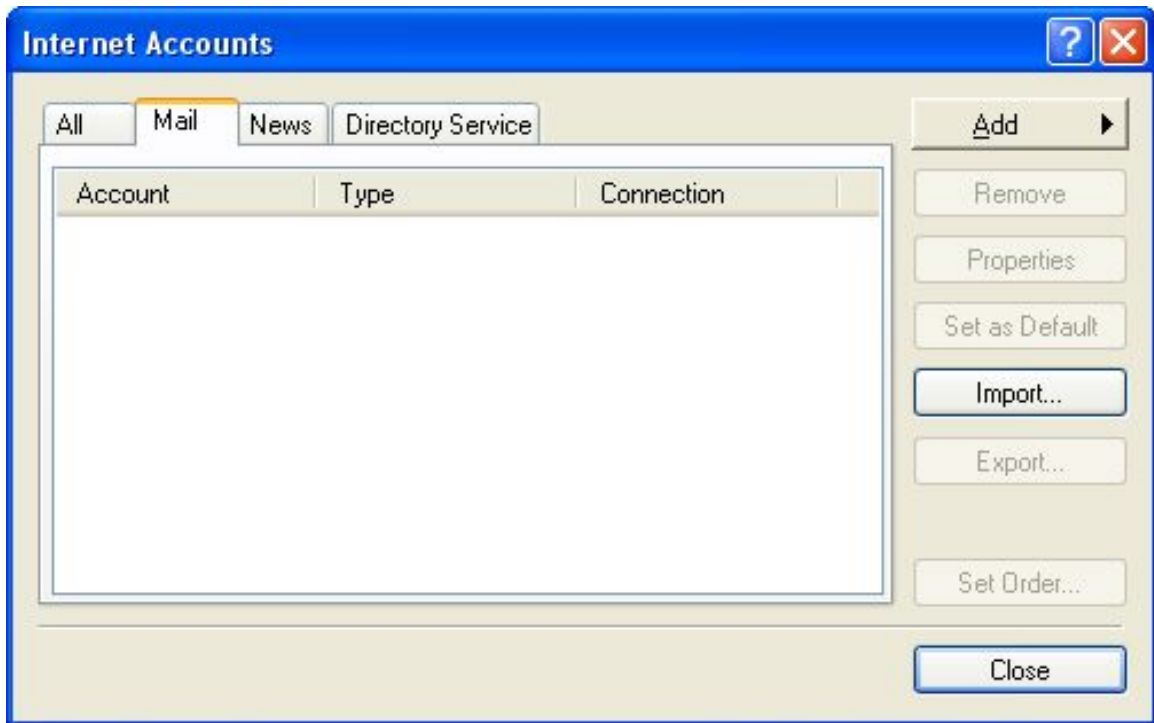 Internet Accounts
All Mail News Directory Service
Add
Account Type Connection
Remove
Properties
Set as Default
Import...
Export...
Set Order...
Close